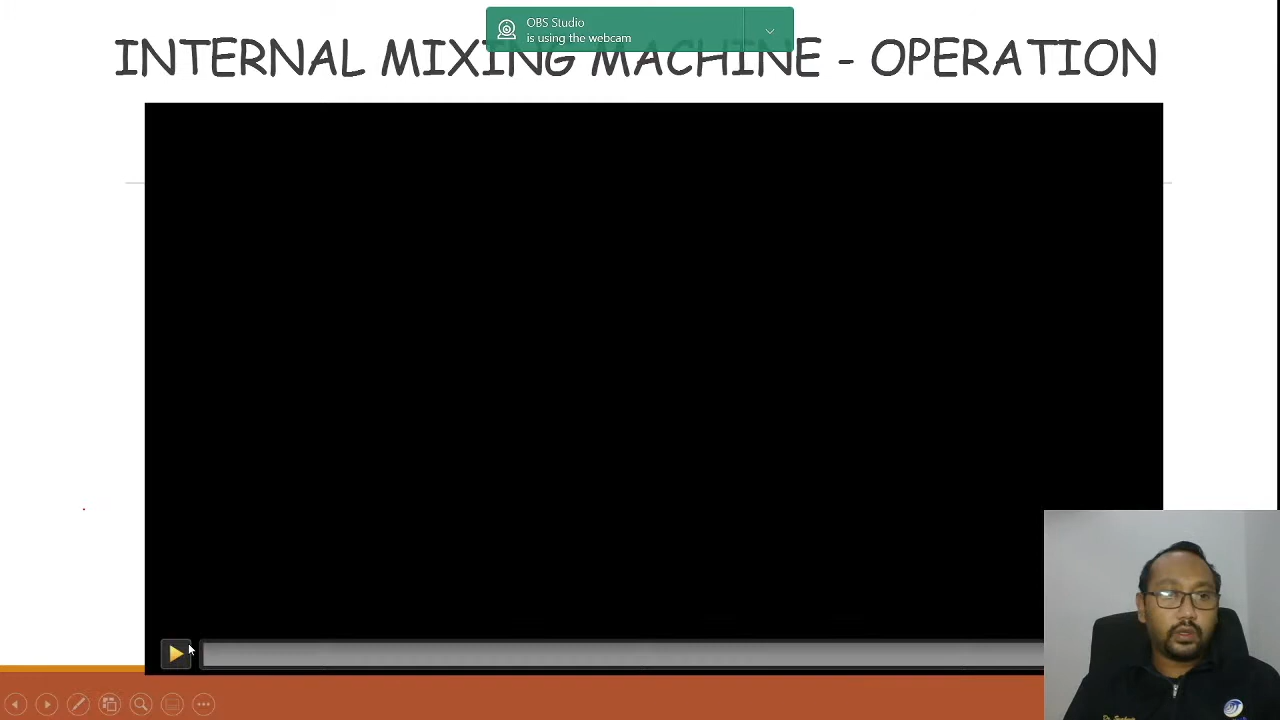 OBS Studio
is using the webcam
INTERNAL MIXING MACHINE - OPERATION